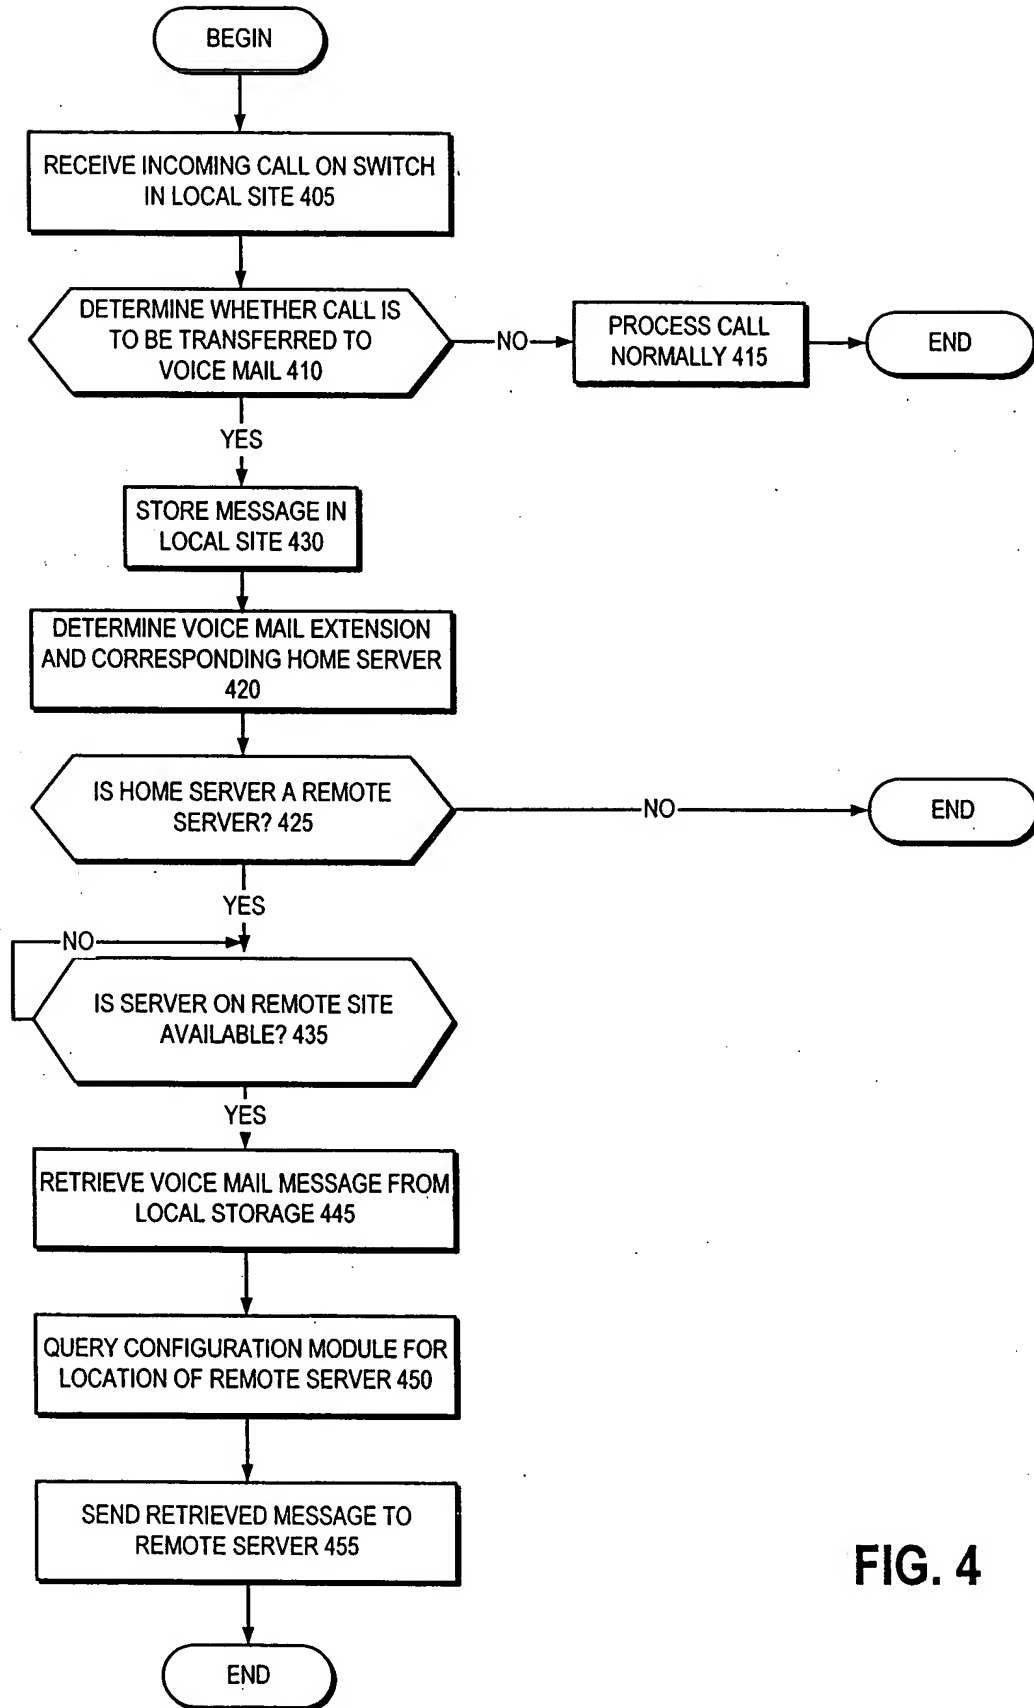 BEGIN
RECEIVE INCOMING CALL ON SWITCH
IN LOCAL SITE 405
DETERMINE WHETHER CALL IS
TO BE TRANSFERRED TO
VOICE MAIL 410
NO
PROCESS CALL
NORMALLY 415
END
YES
STORE MESSAGE IN
LOCAL SITE 430
DETERMINE VOICE MAIL EXTENSION
AND CORRESPONDING HOME SERVER
420
IS HOME SERVER A REMOTE
SERVER? 425
NO
END
YES
NO
IS SERVER ON REMOTE SITE
AVAILABLE? 435
YES
RETRIEVE VOICE MAIL MESSAGE FROM
LOCAL STORAGE 445
QUERY CONFIGURATION MODULE FOR
LOCATION OF REMOTE SERVER 450
SEND RETRIEVED MESSAGE TO
REMOTE SERVER 455
FIG. 4
END